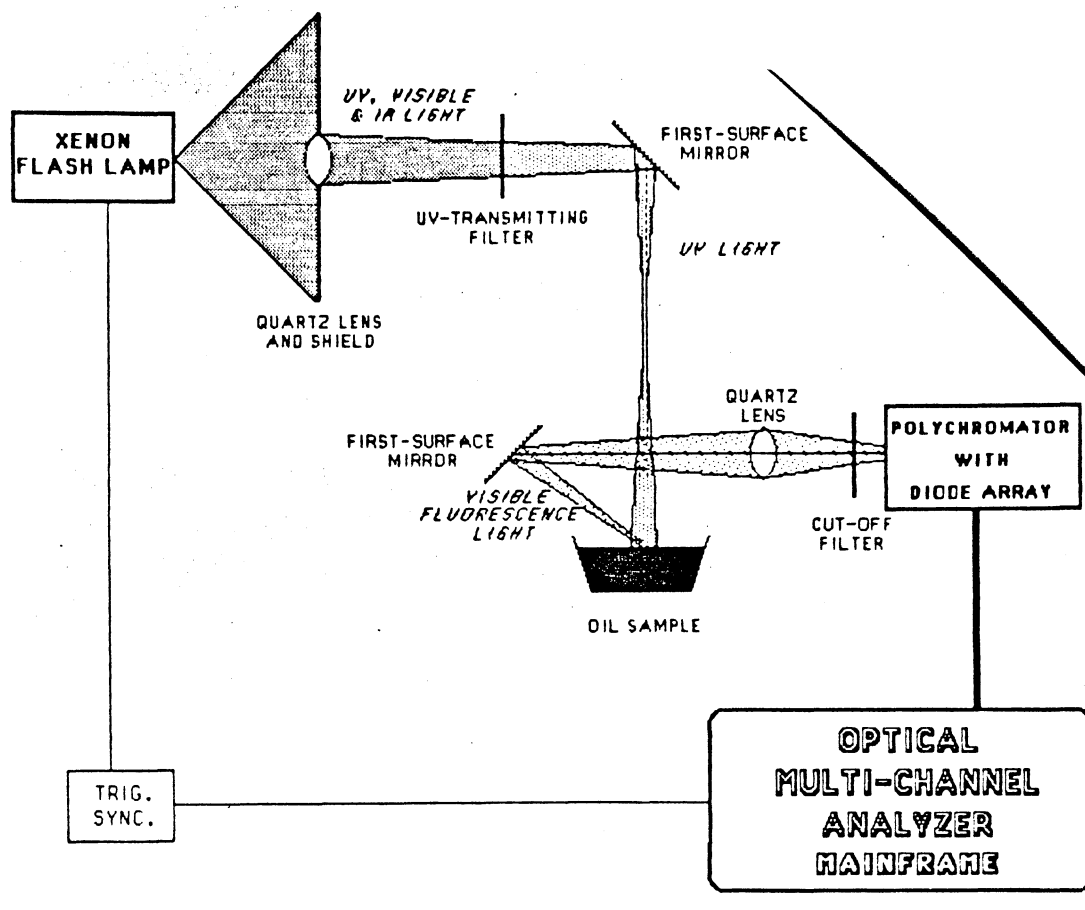 UV, VISIBLE
& IR LIGHT
XENON
FLASH LAMP
FIRST-SURFACE
MIRROR
UV-TRANSMITTING
FILTER
UV LIGHT
QUARTZ LENS
AND SHIELD
QUARTZ
LENS
FIRST-SURFACE
MIRROR
POLYCHROMATOR
WITH
DIODE ARRAY
VISIBLE
FLUORESCENCE
LIGHT
CUT-OFF
FILTER
OIL SAMPLE
TRIG.
SYNC.
OPTICAL
MULTI-CHANNEL
ANALYZER
MAINFRAME